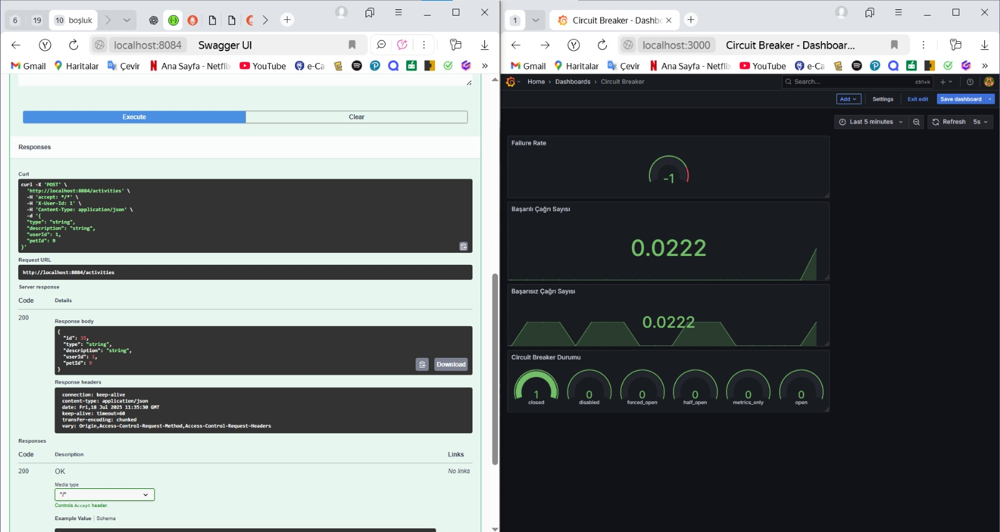 6
19
10 boşluk
localhost:8084 Swagger UI
Gmail Haritalar Çevir Ana Sayfa - Netfli YouTube e-Ca »
Execute
Clear
Responses
Curl
curl -X 'POST' \
'http://localhost:8084/activities' \
-H 'accept: */*' \
-H 'X-User-Id: 1' \
-H 'Content-Type: application/json' \
-d '{
"type": "string",
"description": "string",
"userId": 1,
"petId": 9
}'
Request URL
http://localhost:8084/activities
Server response
Code Details
200
Response body
{
"id": 35,
"type": "string",
"description": "string",
"userId": 1,
"petId": 9
}
Download
Response headers
connection: keep-alive
content-type: application/json
date: Fri,18 Jul 2025 11:35:30 GMT
keep-alive: timeout=60
transfer-encoding: chunked
vary: Origin,Access-Control-Request-Method,Access-Control-Request-Headers
Responses
Code Description Links
200 OK No links
Media type
*/*
Controls Accept header.
Example Value | Schema
1
Circuit Breaker - Dashbo
localhost:3000 Circuit Breaker - Dashboar...
Gmail Haritalar Çevir Ana Sayfa - Netfli YouTube e-Ca »
Home › Dashboards › Circuit Breaker
Search... ctrl+k
Add Settings Exit edit Save dashboard
Last 5 minutes Refresh 5s
Failure Rate
-1
Başarılı Çağrı Sayısı
0.0222
Başarısız Çağrı Sayısı
0.0222
Circuit Breaker Durumu
1 0 0 0 0 0
closed disabled forced_open half_open metrics_only open